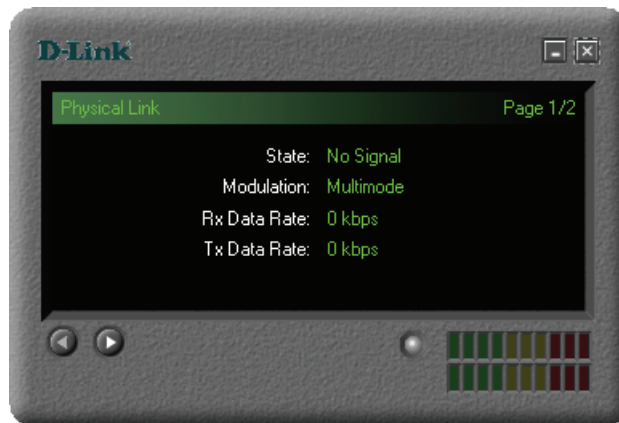 D-Link
Physical Link Page 1/2
State: No Signal
Modulation: Multimode
Rx Data Rate: 0 kbps
Tx Data Rate: 0 kbps